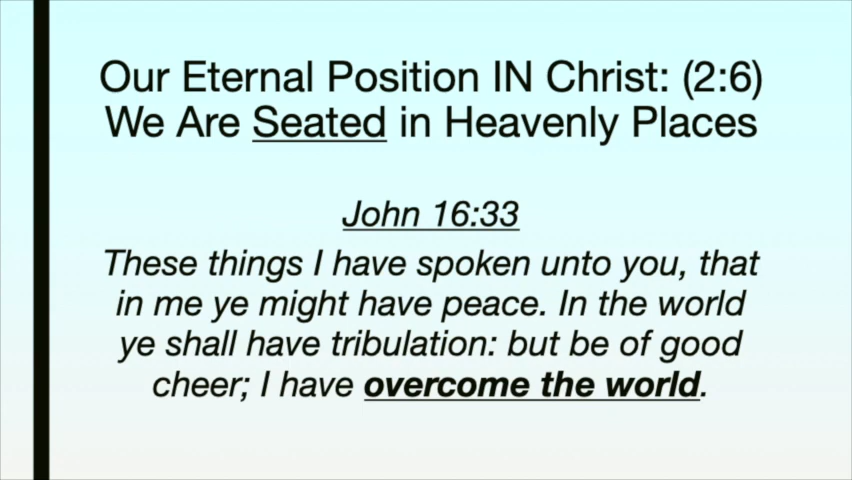 Our Eternal Position IN Christ: (2:6)
We Are Seated in Heavenly Places
John 16:33
These things I have spoken unto you, that
in me ye might have peace. In the world
ye shall have tribulation: but be of good
cheer; I have overcome the world.